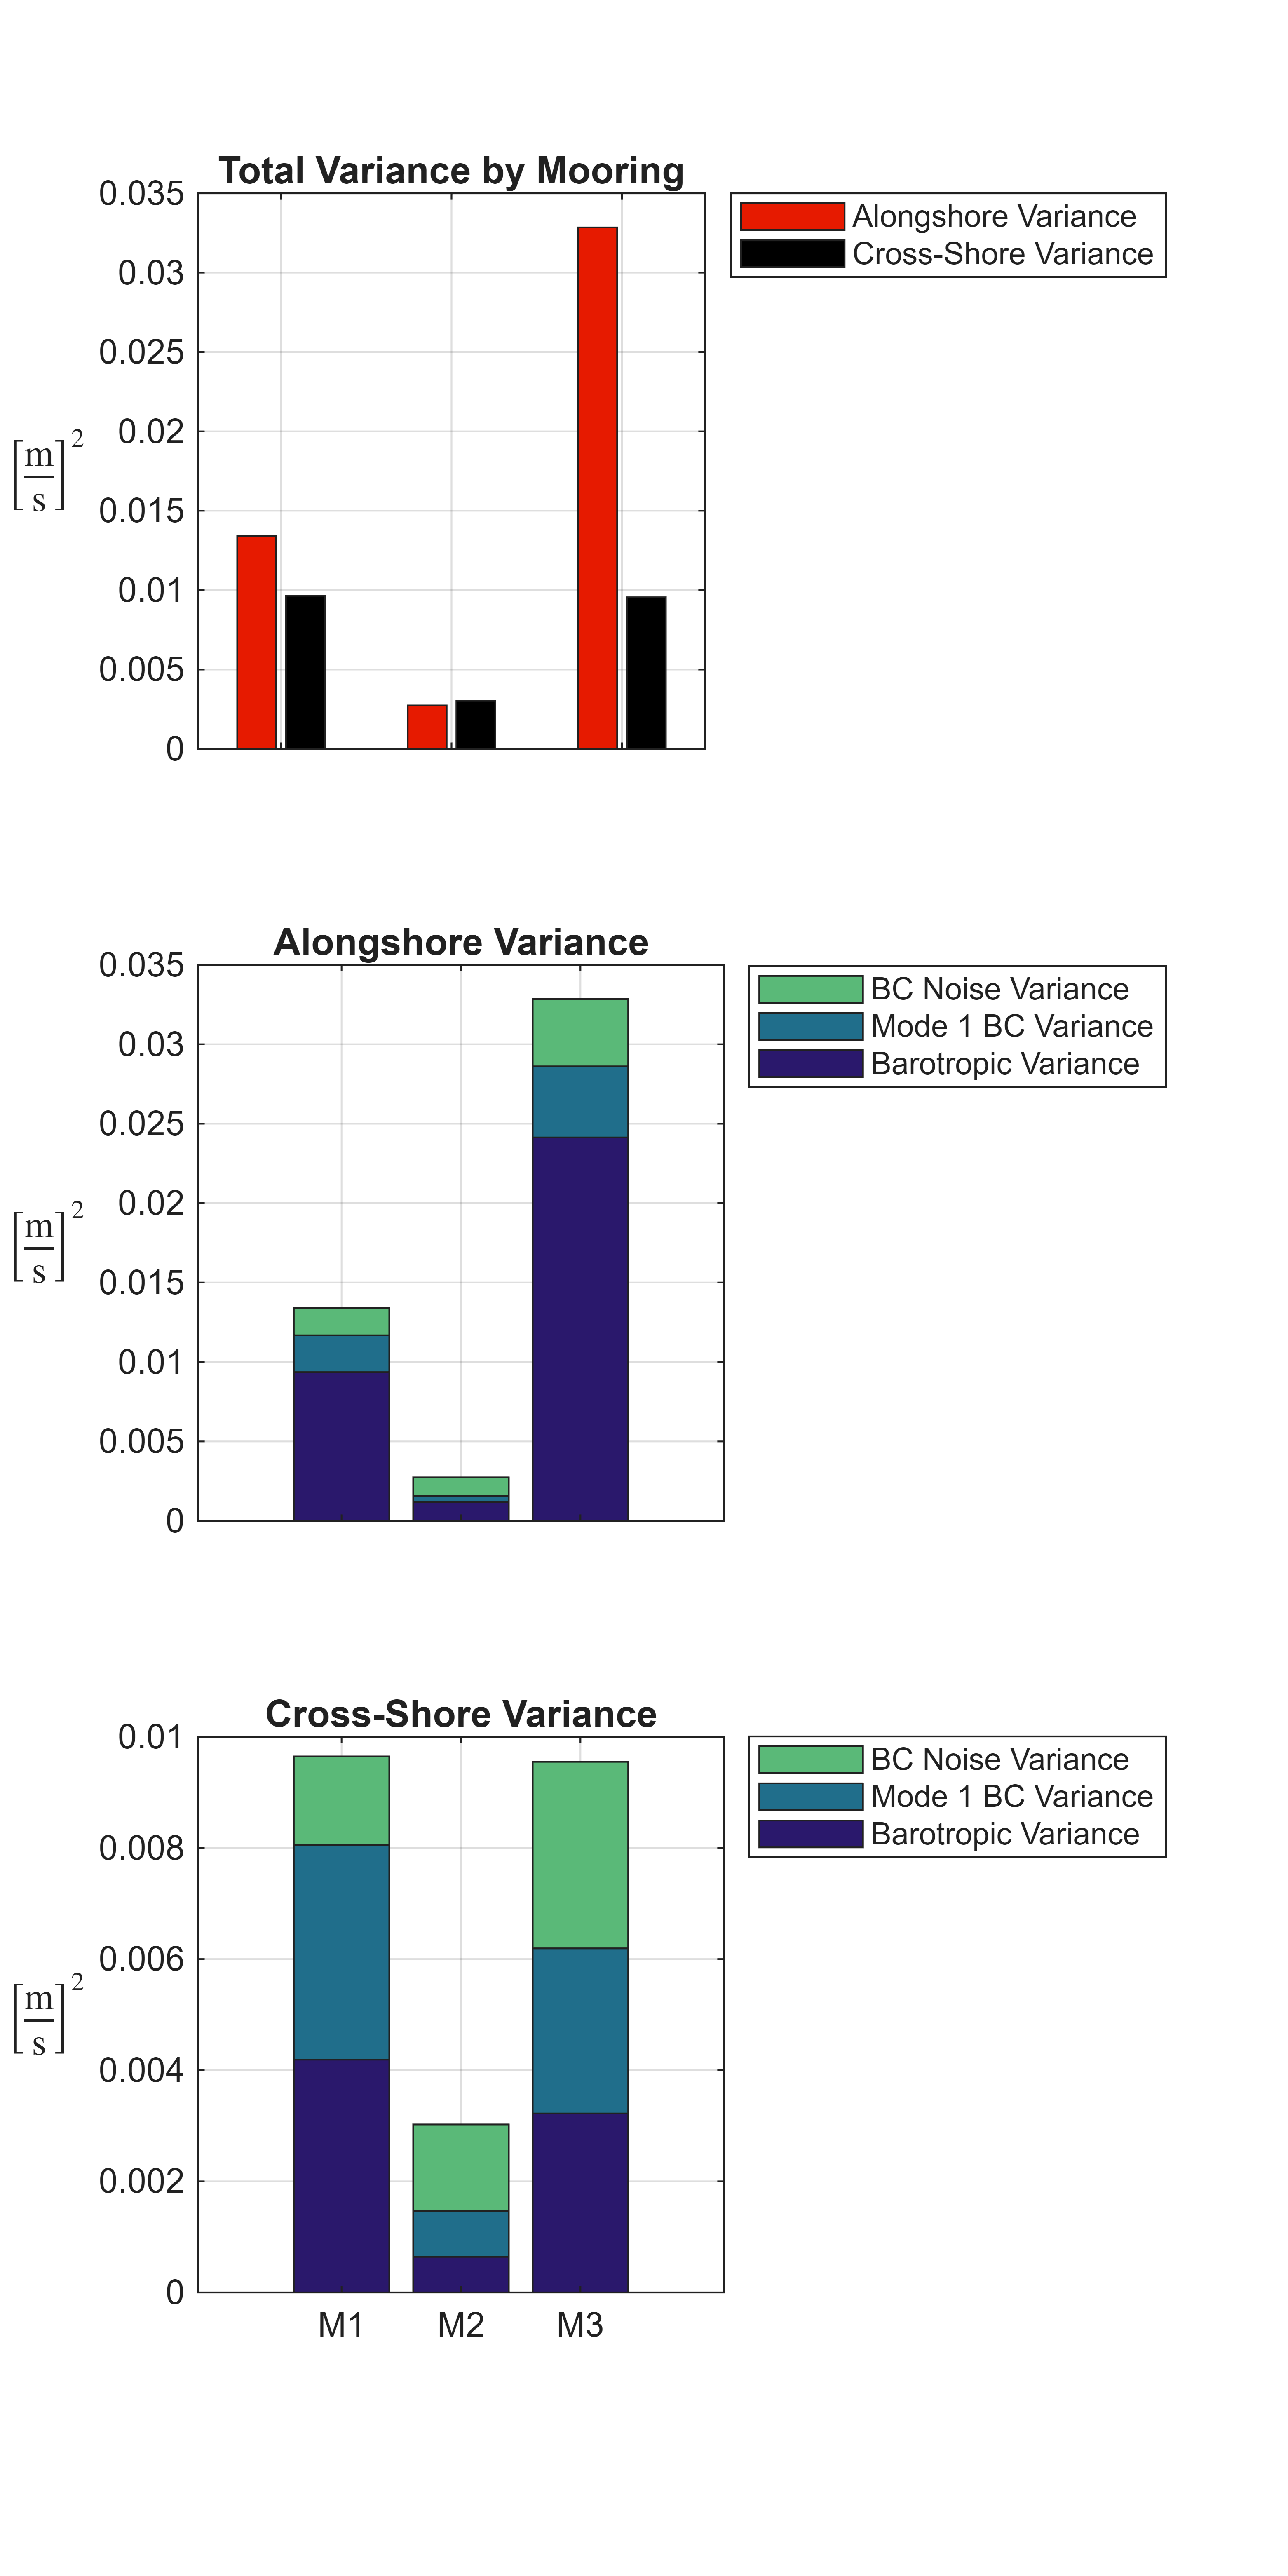 Total Variance by Mooring
0.035
0.03
0.025
0.02
0.015
0.01
0.005
0
[m/s]²
Alongshore Variance
Cross-Shore Variance
Alongshore Variance
0.035
0.03
0.025
0.02
0.015
0.01
0.005
0
[m/s]²
BC Noise Variance
Mode 1 BC Variance
Barotropic Variance
Cross-Shore Variance
0.01
0.008
0.006
0.004
0.002
0
[m/s]²
M1 M2 M3
BC Noise Variance
Mode 1 BC Variance
Barotropic Variance